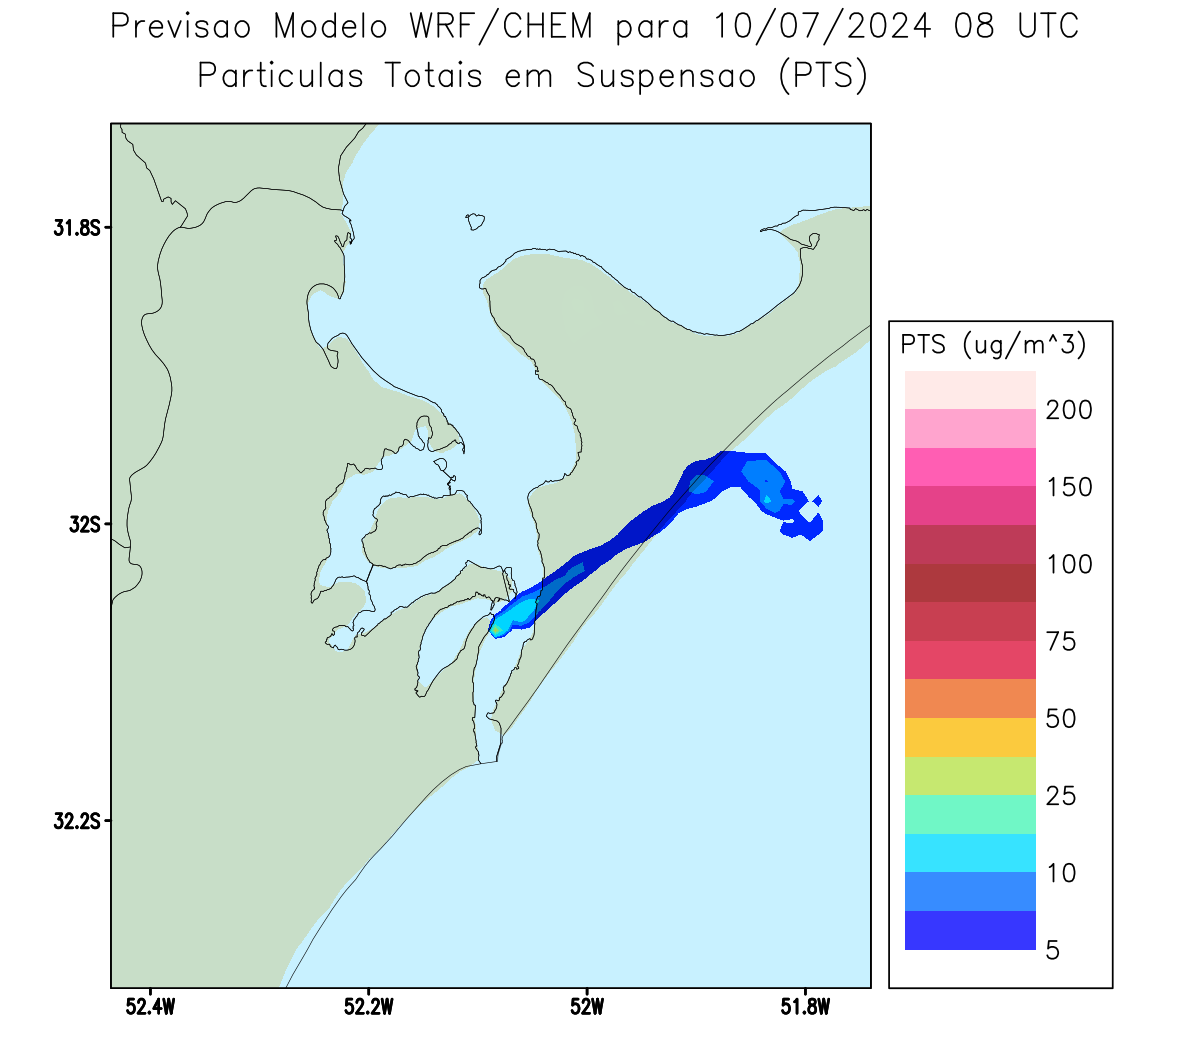 Previsao Modelo WRF/CHEM para 10/07/2024 08 UTC
Particulas Totais em Suspensao (PTS)
31.8S
32S
32.2S
52.4W
52.2W
52W
51.8W
PTS (ug/m^3)
200
150
100
75
50
25
10
5